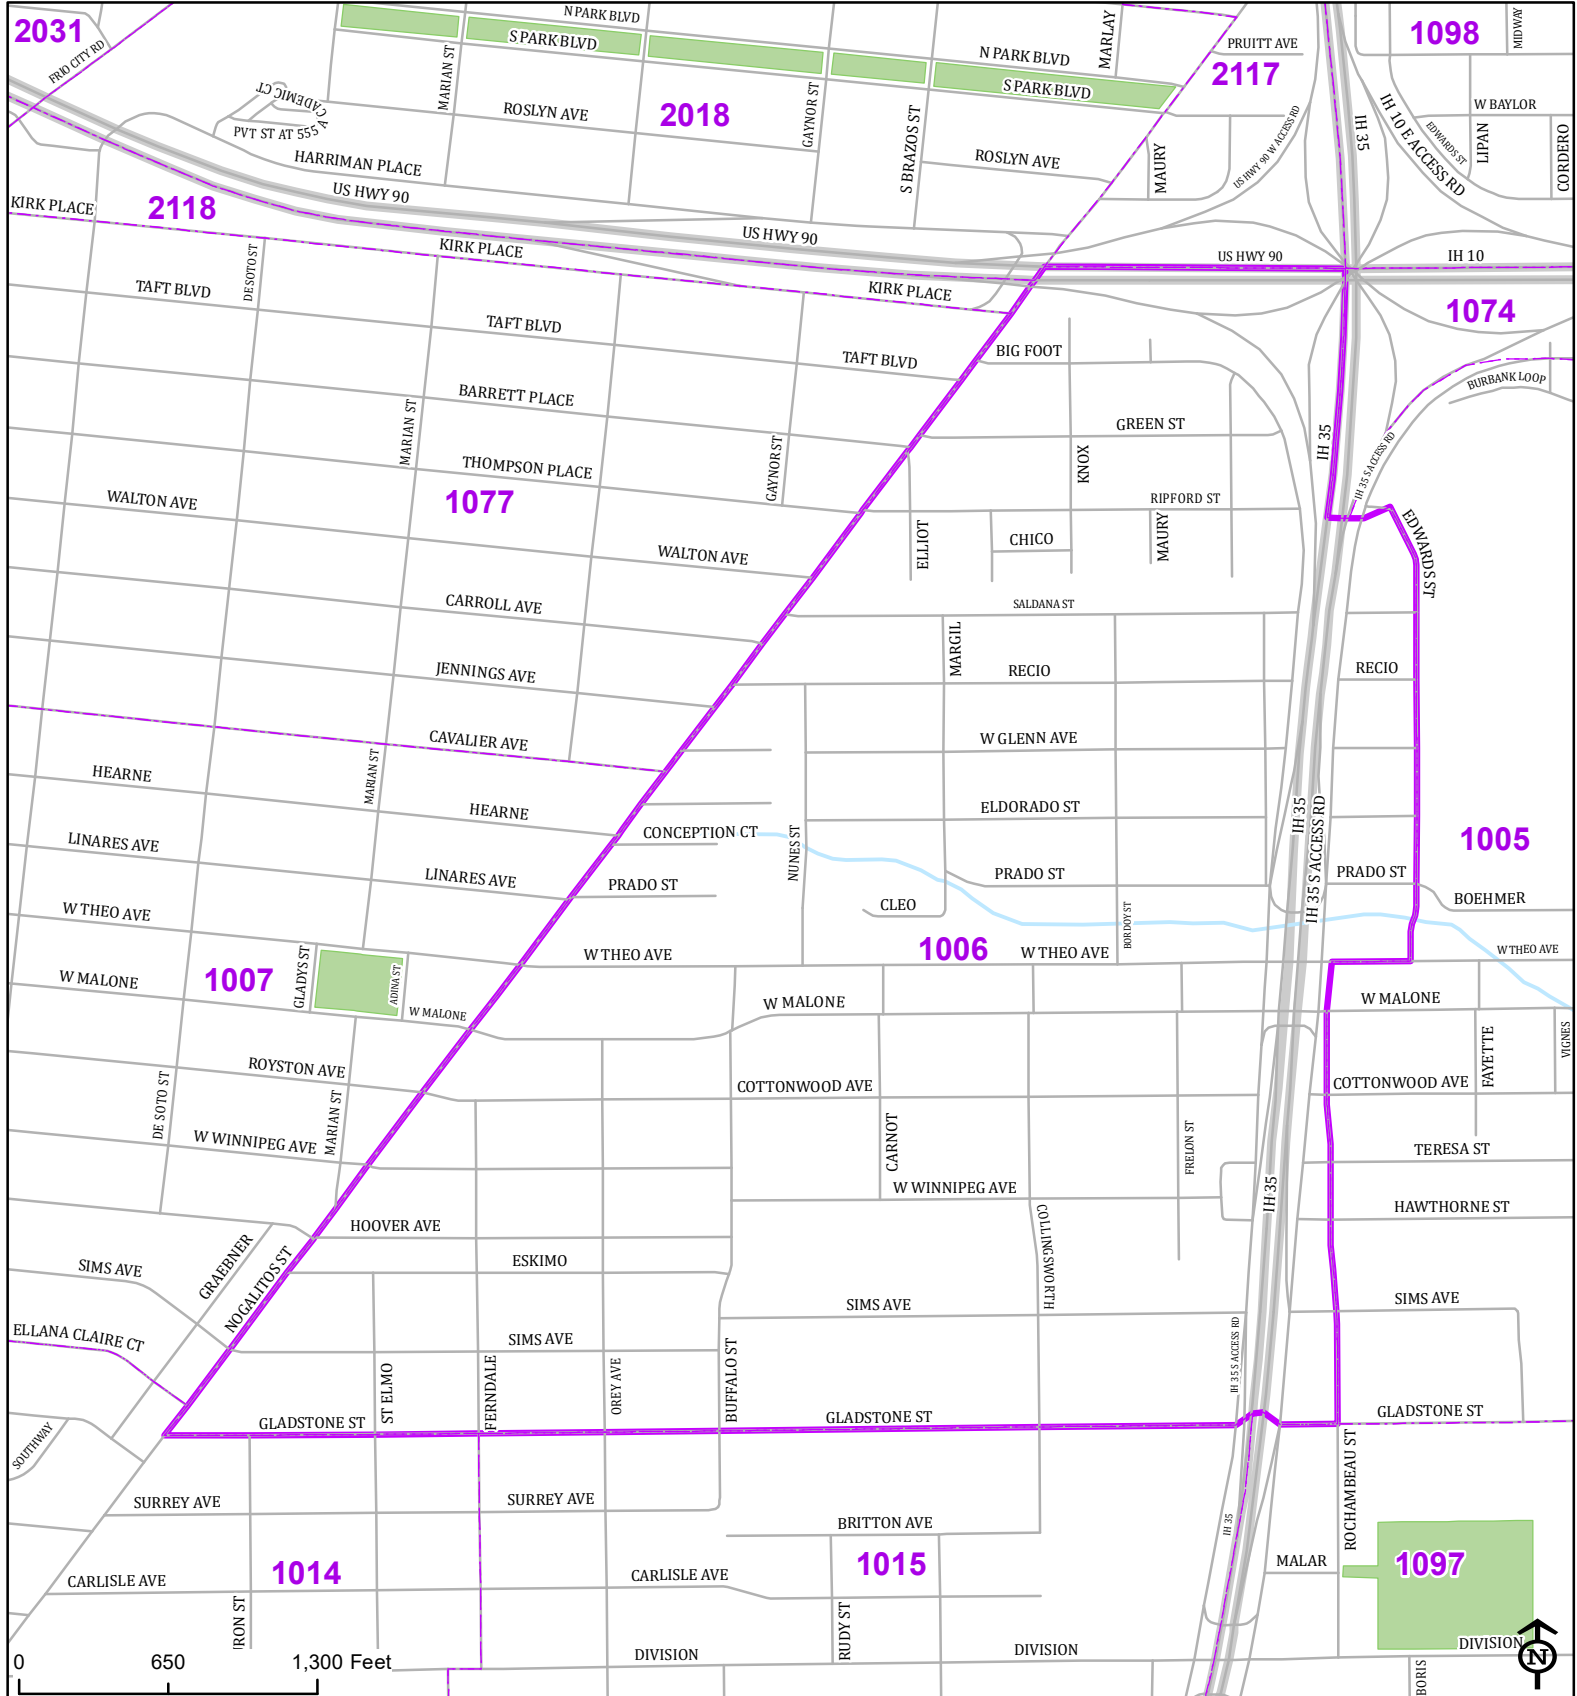 2031
FRIO CITY RD
N PARK BLVD
S PARK BLVD
MARIAN ST
N PARK BLVD
S PARK BLVD
MARLAY
PRUITT AVE
2117
1098
MIDWAY
ACADEMIC CT
PVT ST AT 555
ROSLYN AVE
2018
GAYNOR ST
S BRAZOS ST
ROSLYN AVE
MAURY
US HWY 90 W ACCESS RD
IH 35
IH 10 E ACCESS RD
EDWARDS ST
W BAYLOR
LIPAN
CORDERO
HARRIMAN PLACE
US HWY 90
KIRK PLACE
2118
KIRK PLACE
US HWY 90
US HWY 90
IH 10
DE SOTO ST
TAFT BLVD
KIRK PLACE
1074
TAFT BLVD
TAFT BLVD
BIG FOOT
BURBANK LOOP
BARRETT PLACE
MARIAN ST
GREEN ST
IH 35
IH 35 S ACCESS RD
THOMPSON PLACE
GAYNOR ST
KNOX
1077
WALTON AVE
RIPFORD ST
WALTON AVE
ELLIOT
CHICO
MAURY
EDWARDS ST
CARROLL AVE
SALDANA ST
JENNINGS AVE
MARGIL
RECIO
RECIO
CAVALIER AVE
W GLENN AVE
HEARNE
MARIAN ST
HEARNE
ELDORADO ST
IH 35
IH 35 S ACCESS RD
CONCEPTION CT
NUNES ST
1005
LINARES AVE
LINARES AVE
PRADO ST
PRADO ST
PRADO ST
BOEHMER
W THEO AVE
CLEO
BORDOY ST
GLADYS ST
ADINA ST
W THEO AVE
1006
W THEO AVE
W THEO AVE
W MALONE
1007
W MALONE
W MALONE
W MALONE
ROYSTON AVE
COTTONWOOD AVE
COTTONWOOD AVE
FAYETTE
VIGNES
DE SOTO ST
MARIAN ST
W WINNIPEG AVE
CARNOT
FRELON ST
TERESA ST
W WINNIPEG AVE
IH 35
HAWTHORNE ST
HOOVER AVE
COLLINGSWORTH
SIMS AVE
GRAEBNER
NOGALITOS ST
ESKIMO
SIMS AVE
SIMS AVE
ELLANA CLAIRE CT
SIMS AVE
IH 35 S ACCESS RD
ST ELMO
FERNDALE
OREY AVE
BUFFALO ST
GLADSTONE ST
GLADSTONE ST
GLADSTONE ST
SOUTHWAY
SURREY AVE
SURREY AVE
BRITTON AVE
IH 35
ROCHAMBEAU ST
1014
1015
MALAR
1097
CARLISLE AVE
CARLISLE AVE
RUDY ST
DIVISION
DIVISION
DIVISION
BORIS
0 650 1,300 Feet
N